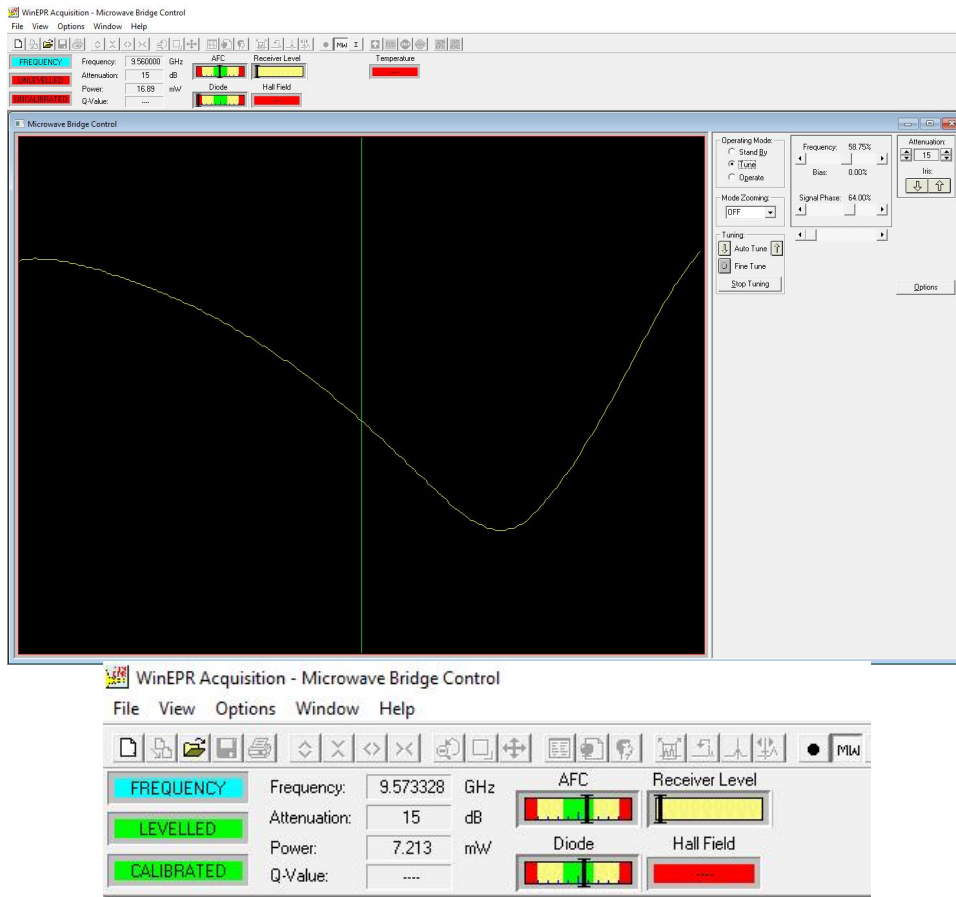 WinEPR Acquisition - Microwave Bridge Control
File View Options Window Help
MW I
FREQUENCY Frequency: 9.560000 GHz AFC Receiver Level Temperature
UNLEVELLED Attenuation: 15 dB ----
Power: 16.89 mW Diode Hall Field
UNCALIBRATED Q-Value: ---- ----
Microwave Bridge Control
Operating Mode:
Stand By
Tune
Operate
Mode Zooming:
OFF
Tuning:
Auto Tune
Fine Tune
Stop Tuning
Frequency: 58.75%
Bias: 0.00%
Signal Phase: 64.00%
Attenuation:
15
Iris:
Options
WinEPR Acquisition - Microwave Bridge Control
File View Options Window Help
MW
FREQUENCY Frequency: 9.573328 GHz AFC Receiver Level
LEVELLED Attenuation: 15 dB
Power: 7.213 mW Diode Hall Field
CALIBRATED Q-Value: ---- ----